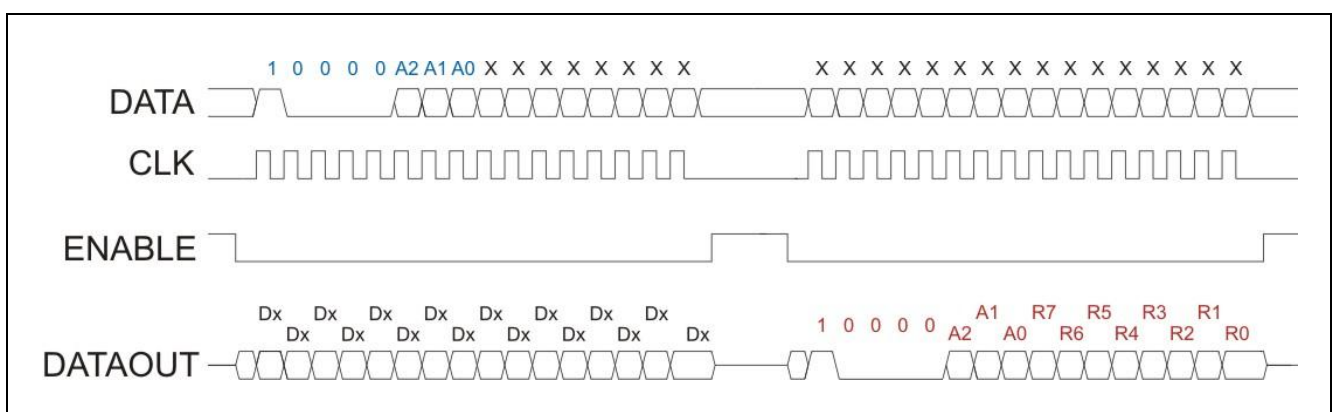 1 0 0 0 0 A2 A1 A0 X X X X X X X X X X X X X X X X X X X X X X X X
DATA
CLK
ENABLE
Dx Dx Dx Dx Dx Dx Dx Dx A1 R7 R5 R3 R1
1 0 0 0 0
Dx Dx Dx Dx Dx Dx Dx Dx A2 A0 R6 R4 R2 R0
DATAOUT